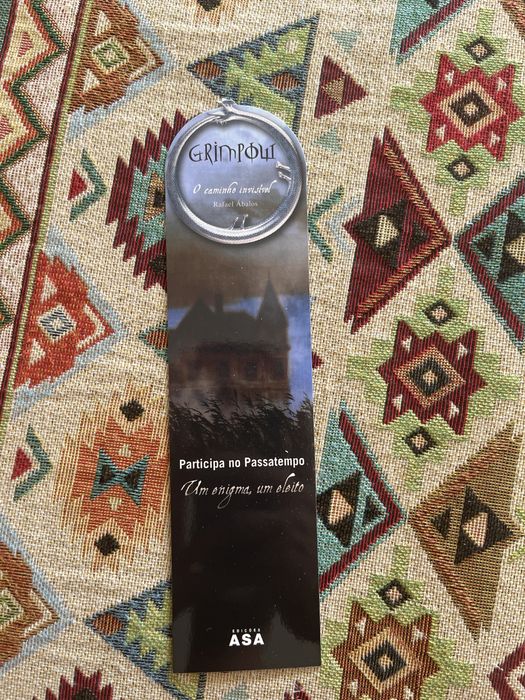 GRIMPOW
O caminho invisível
Rafael Ábalos
Participa no Passatempo
Um enigma, um eleito
EDIÇÕES
ASA